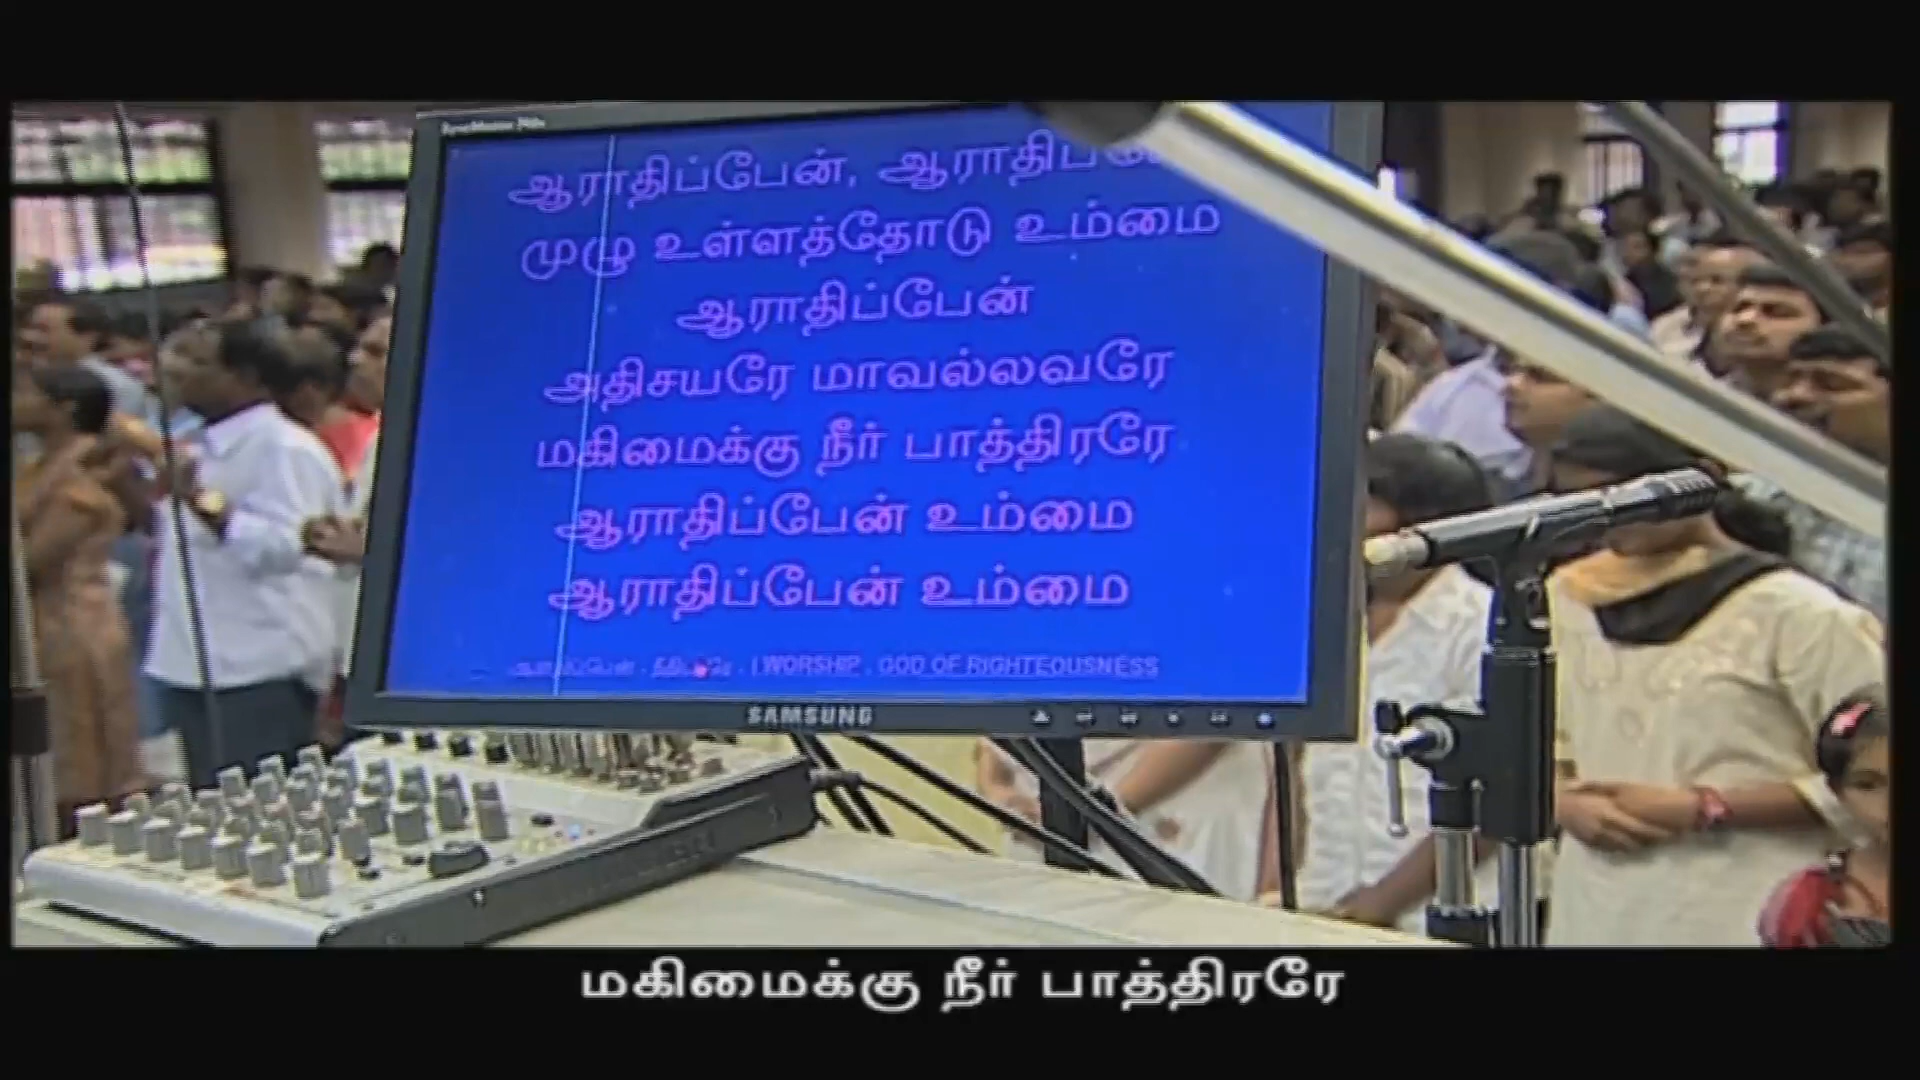 ஆராதிப்பேன், ஆராதிப்பேன்
முழு உள்ளத்தோடு உம்மை
ஆராதிப்பேன்
அதிசயரே மாவல்லவரே
மகிமைக்கு நீர் பாத்திரரே
ஆராதிப்பேன் உம்மை
ஆராதிப்பேன் உம்மை
I WORSHIP , GOD OF RIGHTEOUSNESS
SAMSUNG
மகிமைக்கு நீர் பாத்திரரே